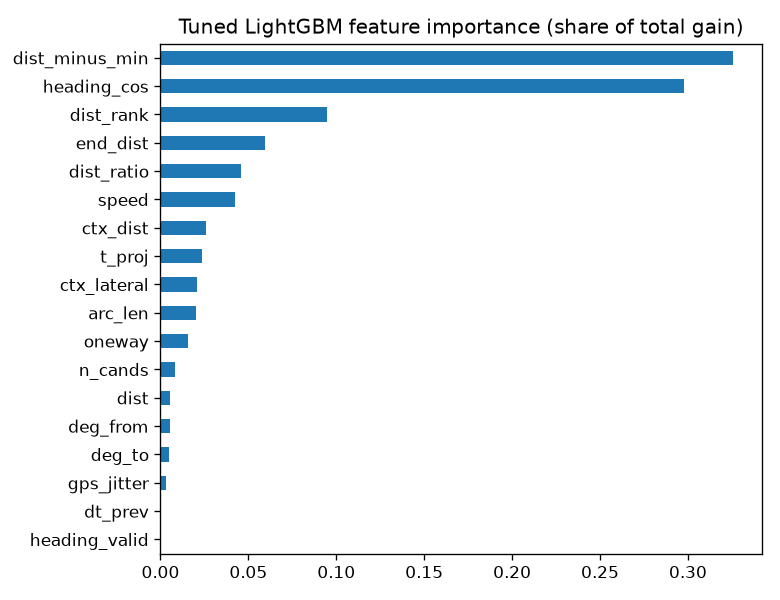 Tuned LightGBM feature importance (share of total gain)
dist_minus_min
heading_cos
dist_rank
end_dist
dist_ratio
speed
ctx_dist
t_proj
ctx_lateral
arc_len
oneway
n_cands
dist
deg_from
deg_to
gps_jitter
dt_prev
heading_valid
0.00 0.05 0.10 0.15 0.20 0.25 0.30